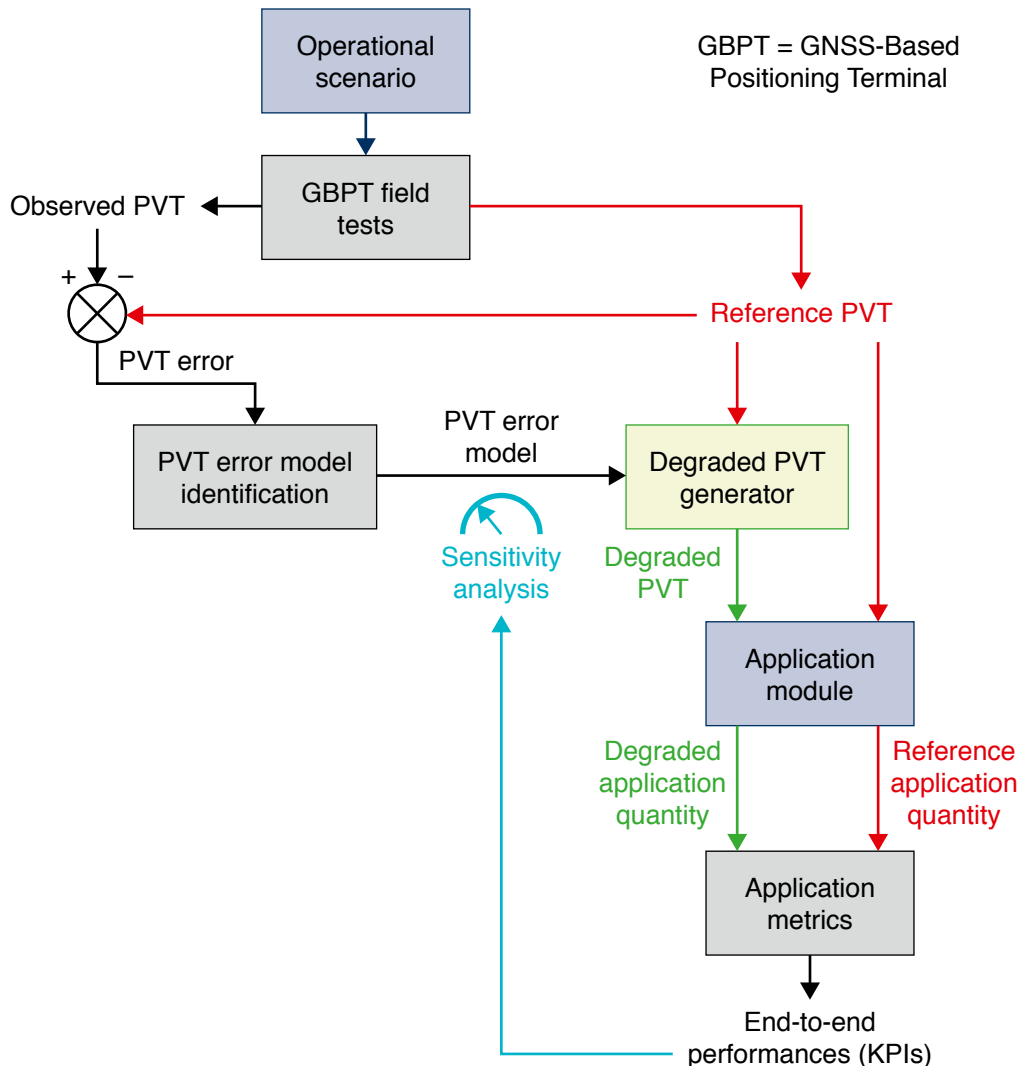 Operational
scenario
GBPT = GNSS-Based
Positioning Terminal
GBPT field
tests
Observed PVT
+ −
Reference PVT
PVT error
PVT error model
identification
PVT error
model
Degraded PVT
generator
Sensitivity
analysis
Degraded
PVT
Application
module
Degraded
application
quantity
Reference
application
quantity
Application
metrics
End-to-end
performances (KPIs)